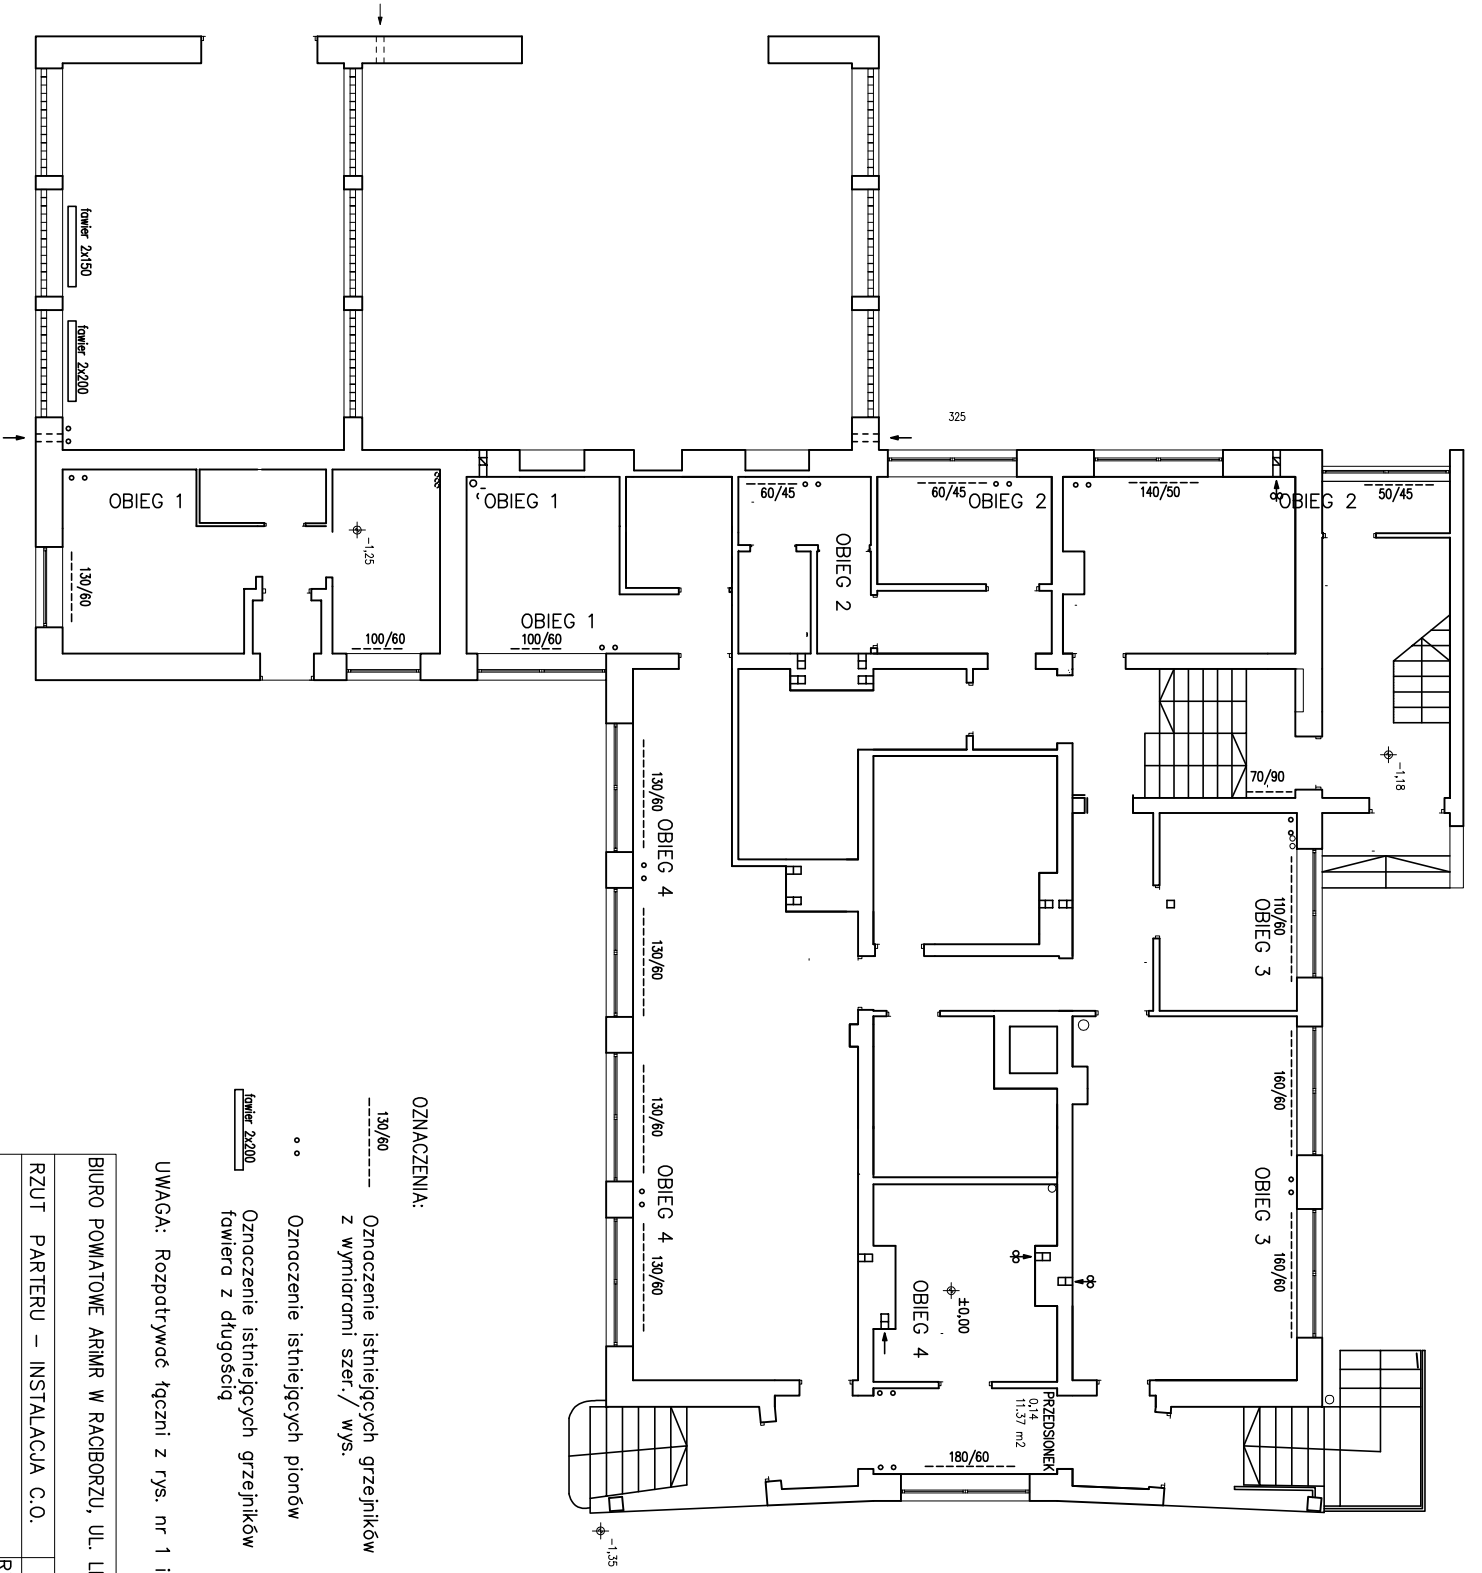 325
fawier 2x150
fawier 2x200
OBIEG 1
-1,25
130/60
100/60
OBIEG 1
OBIEG 1
100/60
60/45
OBIEG 2
60/45
OBIEG 2
140/50
OBIEG 2
50/45
-1,18
70/90
130/60
OBIEG 4
130/60
130/60
OBIEG 4
130/60
110/60
OBIEG 3
160/60
OBIEG 3
160/60
±0,00
OBIEG 4
PRZEDSIONEK
0.14
11.37 m2
180/60
-1,35
OZNACZENIA:
130/60
Oznaczenie istniejących grzejników
z wymiarami szer./ wys.
Oznaczenie istniejących pionów
fawier 2x200
Oznaczenie istniejących grzejników
fawiera z długością
UWAGA: Rozpatrywać łączni z rys. nr 1 i
BIURO POWIATOWE ARiMR W RACIBORZU, UL.
RZUT PARTERU – INSTALACJA C.O.
R